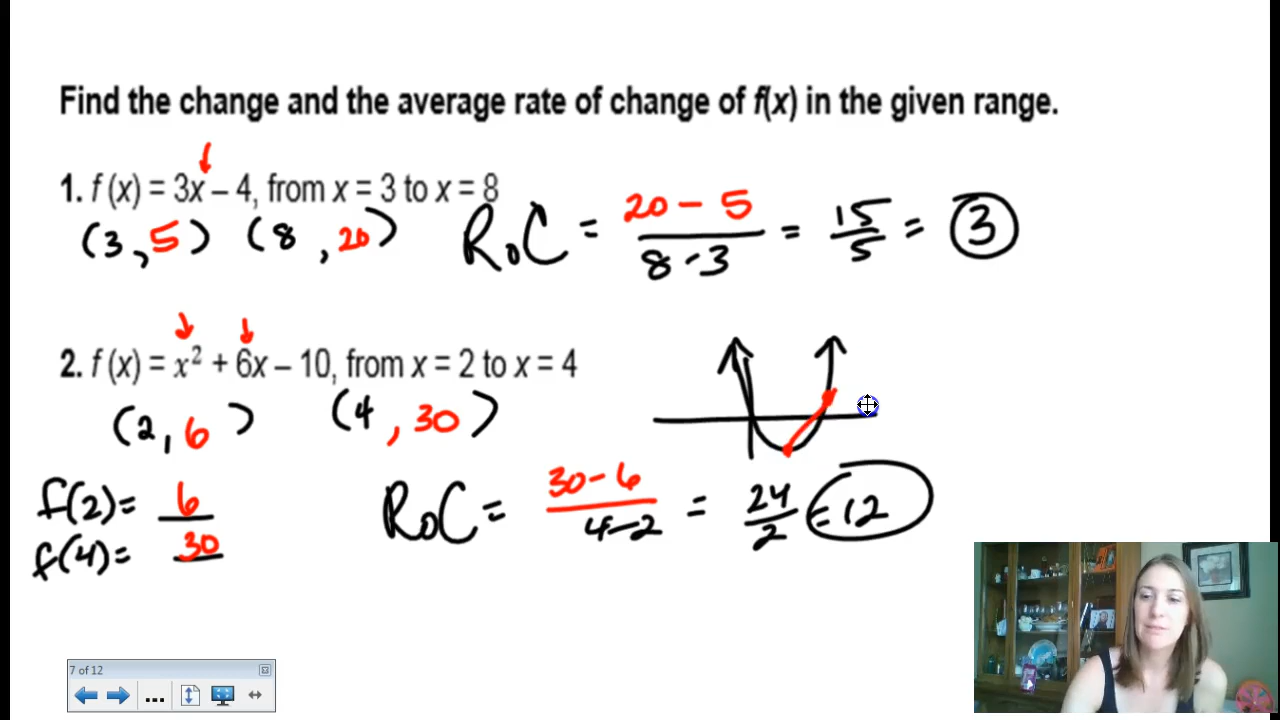 Find the change and the average rate of change of f(x) in the given range.
1. f (x) = 3x – 4, from x = 3 to x = 8
(3, 5) (8, 20) RoC = 20 - 5 / 8 - 3 = 15/5 = 3
2. f (x) = x² + 6x – 10, from x = 2 to x = 4
(2, 6) (4, 30)
f(2) = 6
f(4) = 30
RoC = 30 - 6 / 4 - 2 = 24/2 = 12
7 of 12
...